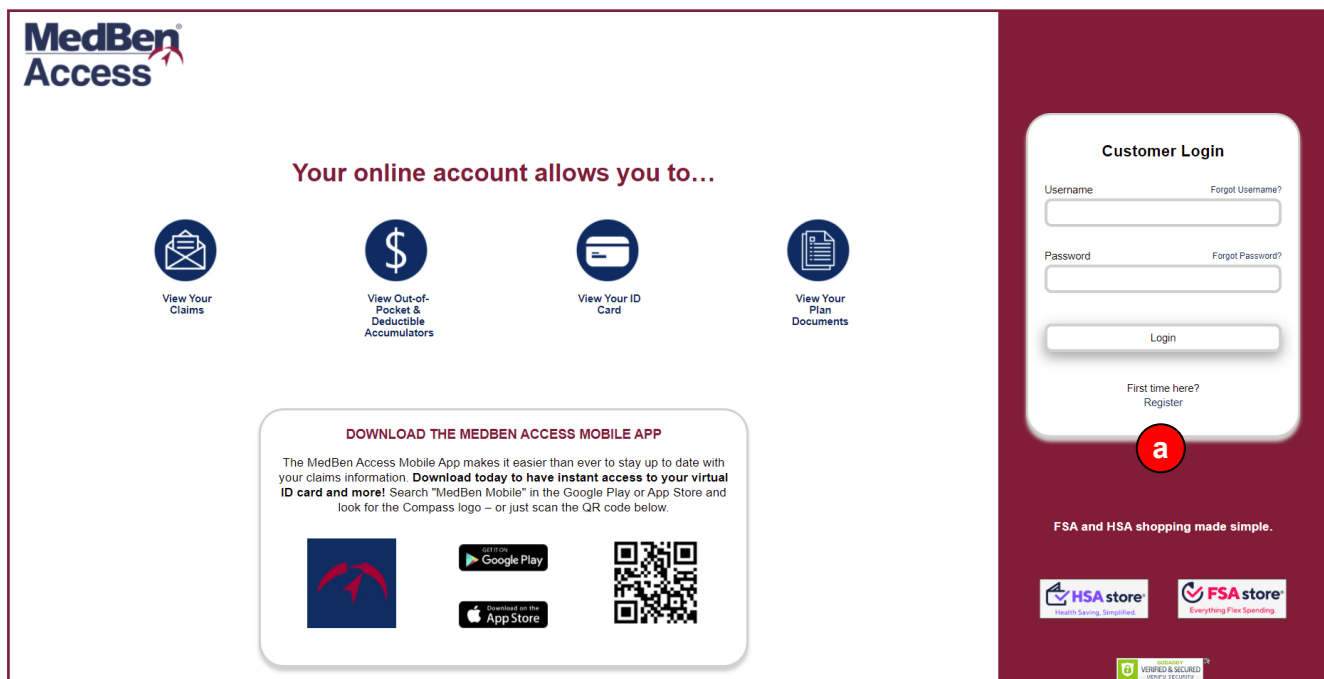 MedBen®
Access
Your online account allows you to…
View Your
Claims
View Out-of-
Pocket &
Deductible
Accumulators
View Your ID
Card
View Your
Plan
Documents
DOWNLOAD THE MEDBEN ACCESS MOBILE APP
The MedBen Access Mobile App makes it easier than ever to stay up to date with
your claims information. Download today to have instant access to your virtual
ID card and more! Search "MedBen Mobile" in the Google Play or App Store and
look for the Compass logo – or just scan the QR code below.
GET IT ON
Google Play
Download on the
App Store
Customer Login
Username
Forgot Username?
Password
Forgot Password?
Login
First time here?
Register
a
FSA and HSA shopping made simple.
HSA store®
Health Saving, Simplified.
FSA store®
Everything Flex Spending.
GODADDY
VERIFIED & SECURED
VERIFY SECURITY